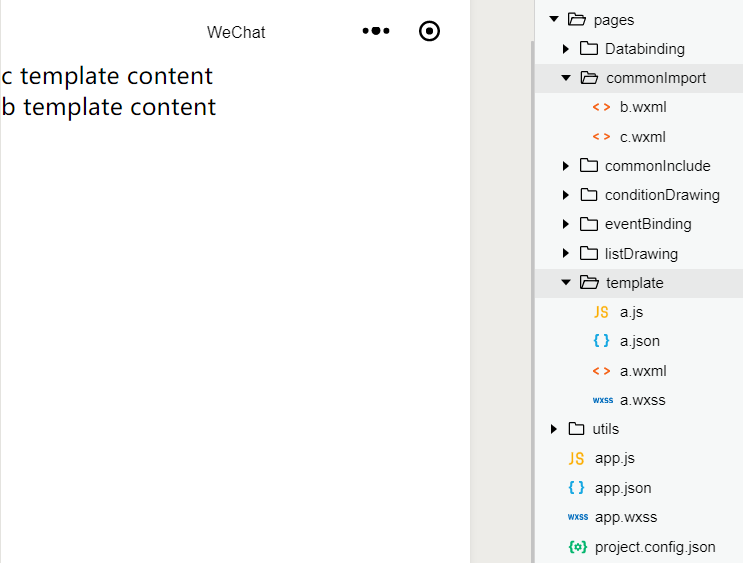 WeChat
c template content
b template content
pages
Databinding
commonImport
<> b.wxml
<> c.wxml
commonInclude
conditionDrawing
eventBinding
listDrawing
template
JS a.js
{ } a.json
<> a.wxml
wxss a.wxss
utils
JS app.js
{ } app.json
wxss app.wxss
project.config.json